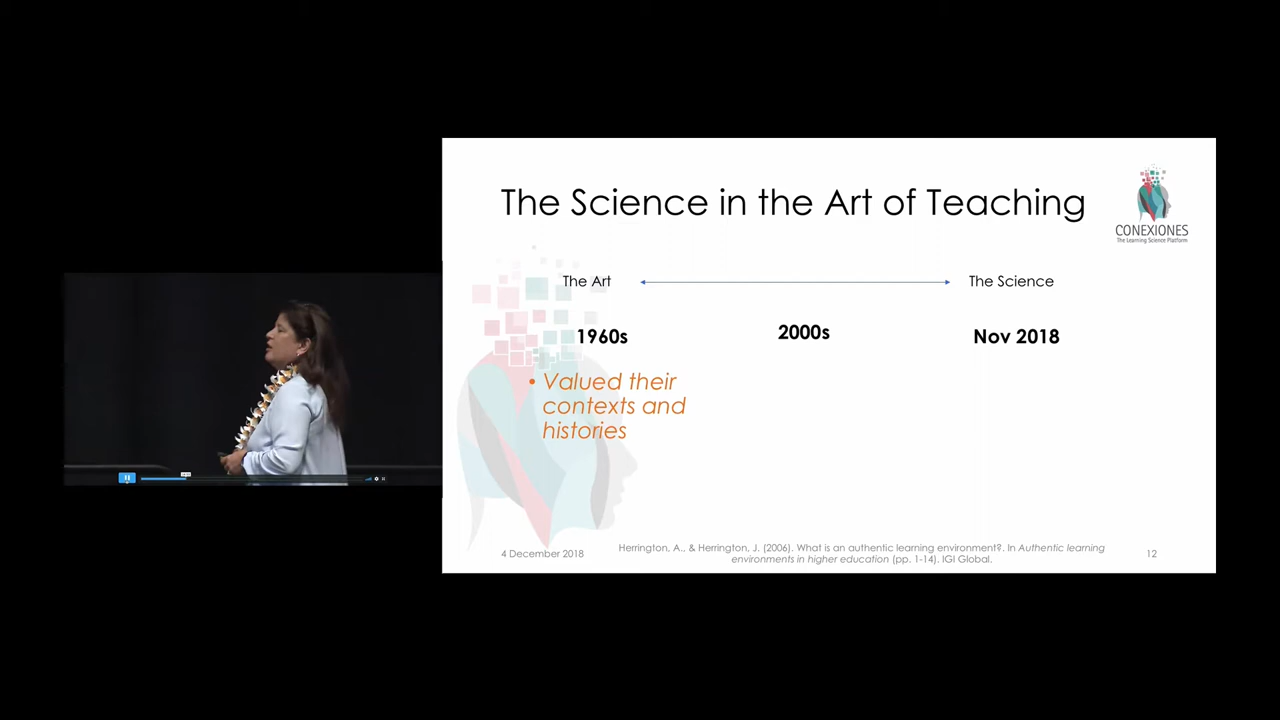 The Science in the Art of Teaching
CONEXIONES
The Learning Science Platform
The Art
The Science
1960s
2000s
Nov 2018
• Valued their
contexts and
histories
4 December 2018
Herrington, A., & Herrington, J. (2006). What is an authentic learning environment?. In Authentic learning
environments in higher education (pp. 1-14). IGI Global.
12